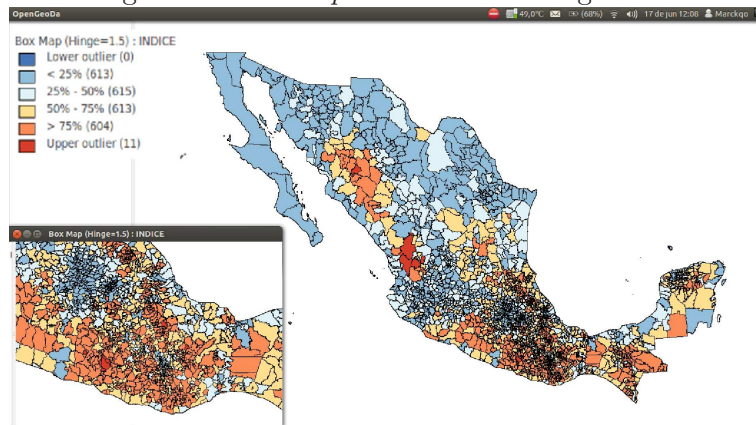 OpenGeoDa 49,0°C (68%) 17 de jun 12:08 Marckqo
Box Map (Hinge=1.5) : INDICE
Lower outlier (0)
< 25% (613)
25% - 50% (615)
50% - 75% (613)
> 75% (604)
Upper outlier (11)
Box Map (Hinge=1.5) : INDICE